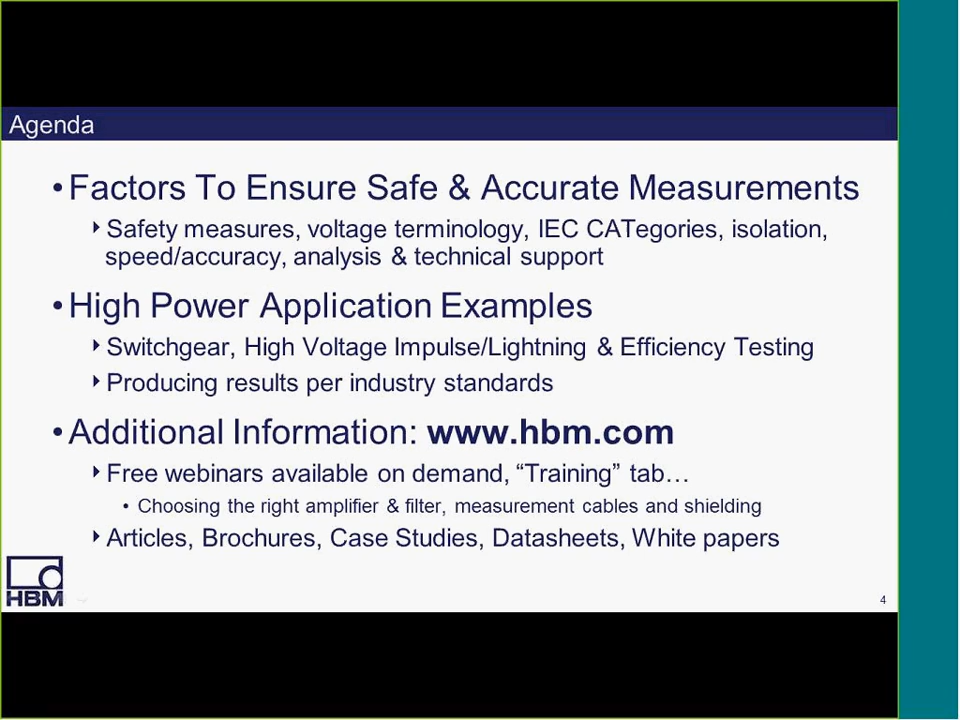 Agenda
•Factors To Ensure Safe & Accurate Measurements
‣Safety measures, voltage terminology, IEC CATegories, isolation,
speed/accuracy, analysis & technical support
•High Power Application Examples
‣Switchgear, High Voltage Impulse/Lightning & Efficiency Testing
‣Producing results per industry standards
•Additional Information: www.hbm.com
‣Free webinars available on demand, “Training” tab…
• Choosing the right amplifier & filter, measurement cables and shielding
‣Articles, Brochures, Case Studies, Datasheets, White papers
HBM
4